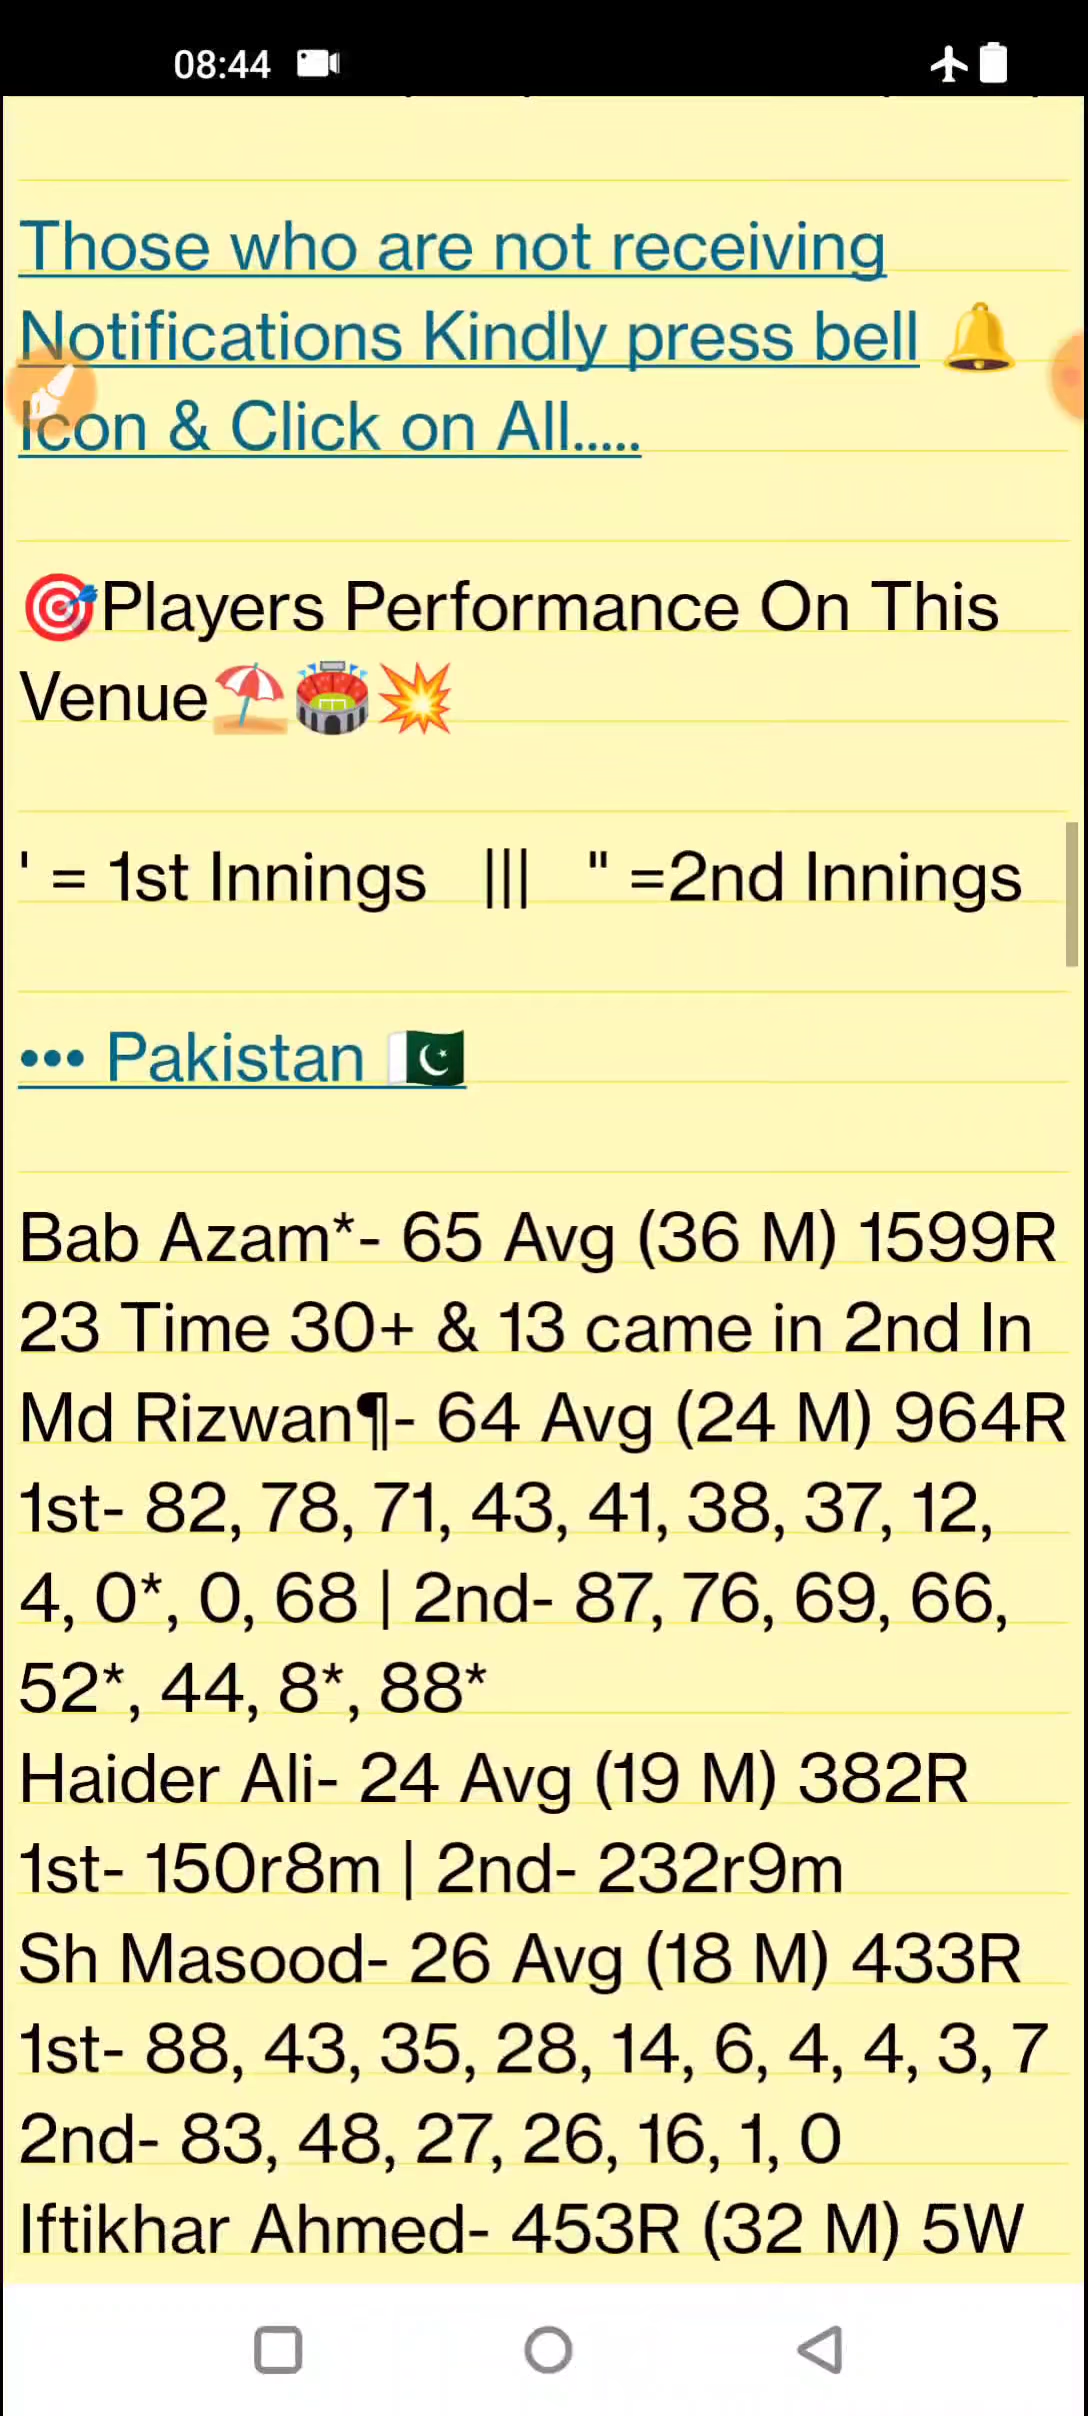 08:44
Those who are not receiving
Notifications Kindly press bell 🔔
Icon & Click on All.....
🎯Players Performance On This
Venue⛱️🏟️💥
' = 1st Innings ||| " =2nd Innings
••• Pakistan 🇵🇰
Bab Azam*- 65 Avg (36 M) 1599R
23 Time 30+ & 13 came in 2nd In
Md Rizwan¶- 64 Avg (24 M) 964R
1st- 82, 78, 71, 43, 41, 38, 37, 12,
4, 0*, 0, 68 | 2nd- 87, 76, 69, 66,
52*, 44, 8*, 88*
Haider Ali- 24 Avg (19 M) 382R
1st- 150r8m | 2nd- 232r9m
Sh Masood- 26 Avg (18 M) 433R
1st- 88, 43, 35, 28, 14, 6, 4, 4, 3, 7
2nd- 83, 48, 27, 26, 16, 1, 0
Iftikhar Ahmed- 453R (32 M) 5W